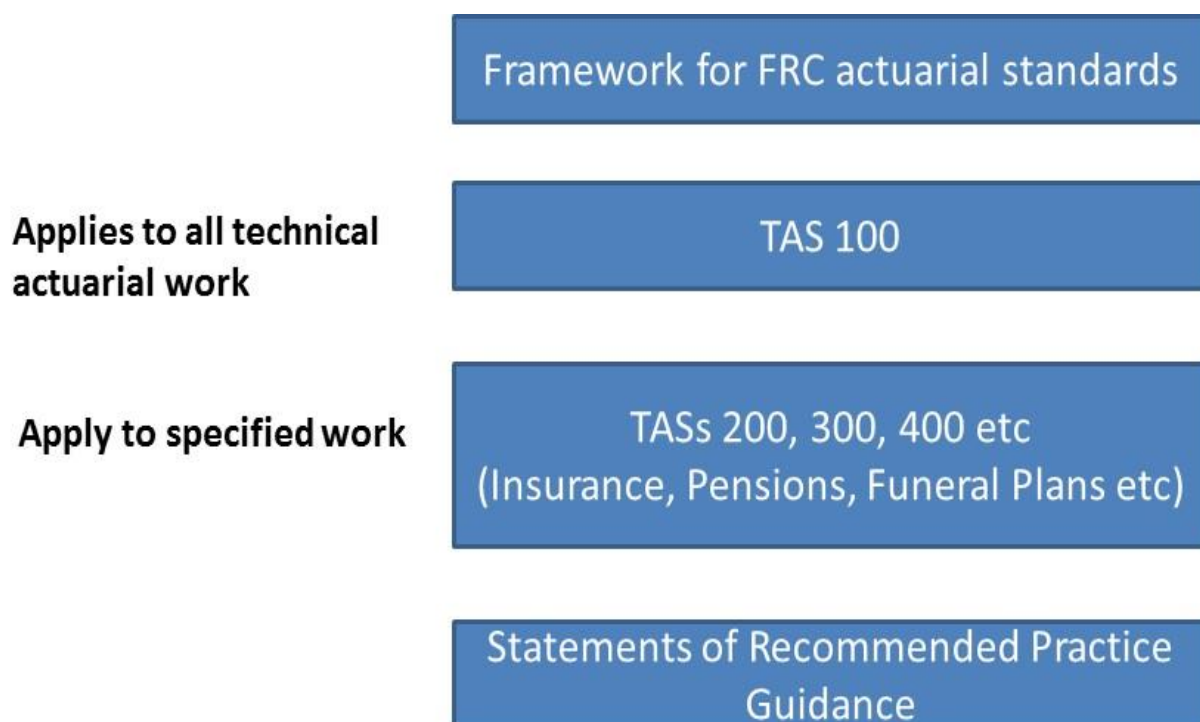 Framework for FRC actuarial standards
Applies to all technical
actuarial work
TAS 100
Apply to specified work
TASs 200, 300, 400 etc
(Insurance, Pensions, Funeral Plans etc)
Statements of Recommended Practice
Guidance